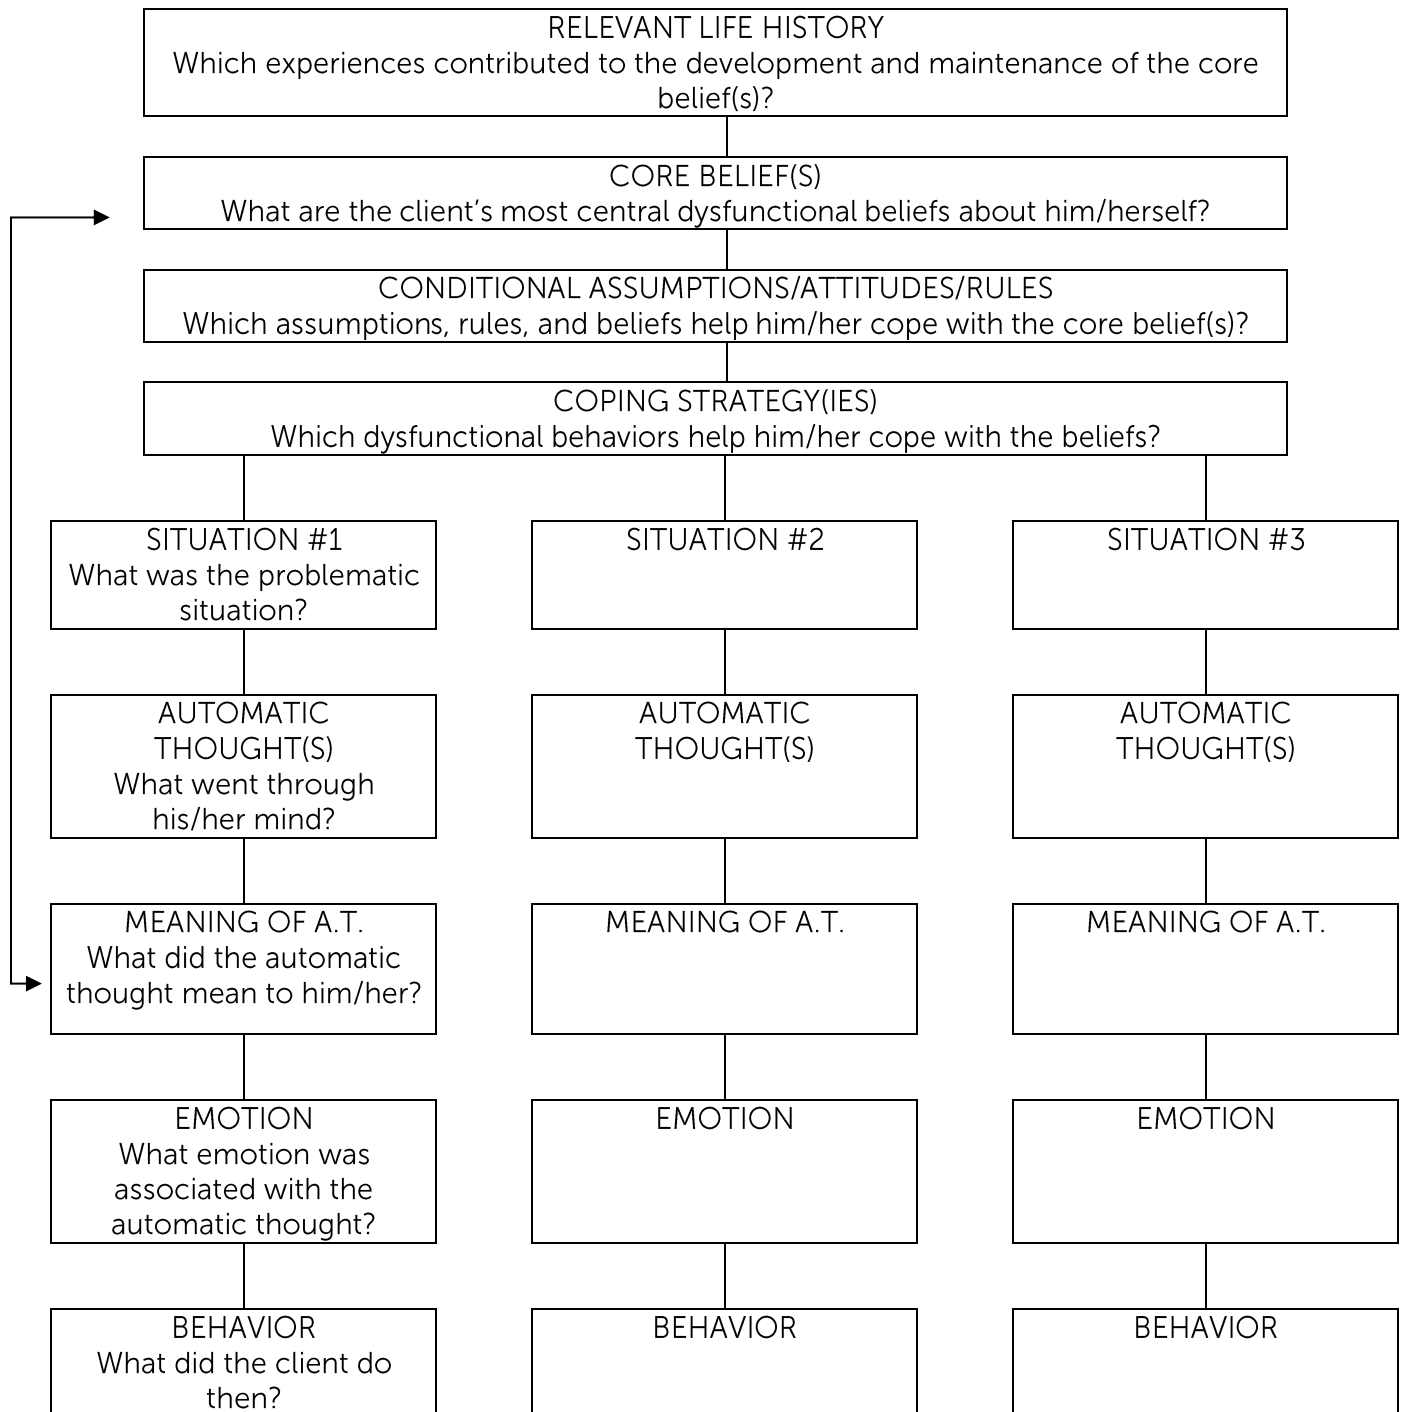 RELEVANT LIFE HISTORY
Which experiences contributed to the development and maintenance of the core
belief(s)?
CORE BELIEF(S)
What are the client’s most central dysfunctional beliefs about him/herself?
CONDITIONAL ASSUMPTIONS/ATTITUDES/RULES
Which assumptions, rules, and beliefs help him/her cope with the core belief(s)?
COPING STRATEGY(IES)
Which dysfunctional behaviors help him/her cope with the beliefs?
SITUATION #1
What was the problematic
situation?
SITUATION #2
SITUATION #3
AUTOMATIC
THOUGHT(S)
What went through
his/her mind?
AUTOMATIC
THOUGHT(S)
AUTOMATIC
THOUGHT(S)
MEANING OF A.T.
What did the automatic
thought mean to him/her?
MEANING OF A.T.
MEANING OF A.T.
EMOTION
What emotion was
associated with the
automatic thought?
EMOTION
EMOTION
BEHAVIOR
What did the client do
then?
BEHAVIOR
BEHAVIOR